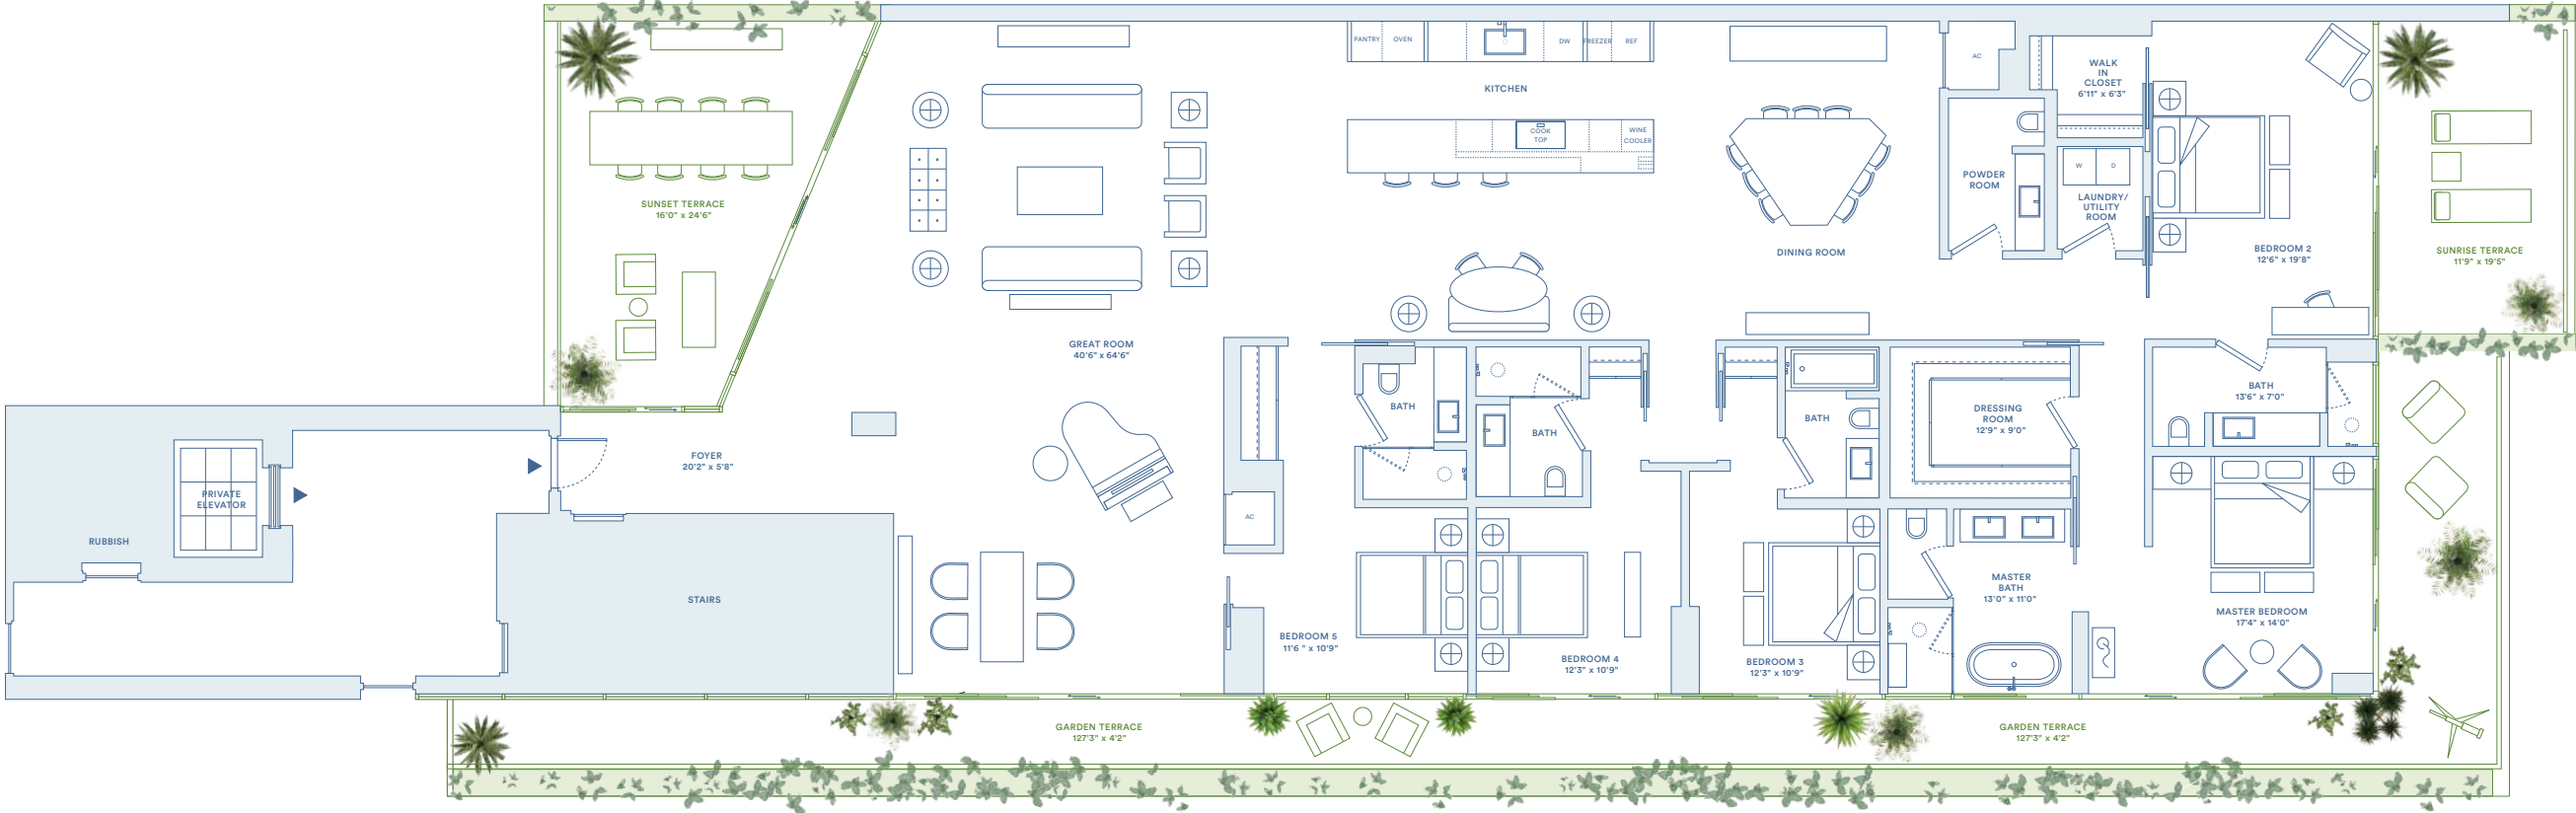 PANTRY
OVEN
DW
FREEZER
REF
KITCHEN
COOK
TOP
WINE
COOLER
AC
WALK
IN
CLOSET
6'11" x 6'3"
POWDER
ROOM
W
D
LAUNDRY/
UTILITY
ROOM
SUNSET TERRACE
16'0" x 24'6"
DINING ROOM
BEDROOM 2
12'6" x 19'8"
SUNRISE TERRACE
11'9" x 19'5"
GREAT ROOM
40'6" x 64'6"
BATH
BATH
BATH
DRESSING
ROOM
12'9" x 9'0"
BATH
13'6" x 7'0"
FOYER
20'2" x 5'8"
PRIVATE
ELEVATOR
RUBBISH
AC
STAIRS
BEDROOM 5
11'6 " x 10'9"
BEDROOM 4
12'3" x 10'9"
BEDROOM 3
12'3" x 10'9"
MASTER
BATH
13'0" x 11'0"
MASTER BEDROOM
17'4" x 14'0"
GARDEN TERRACE
127'3" x 4'2"
GARDEN TERRACE
127'3" x 4'2"